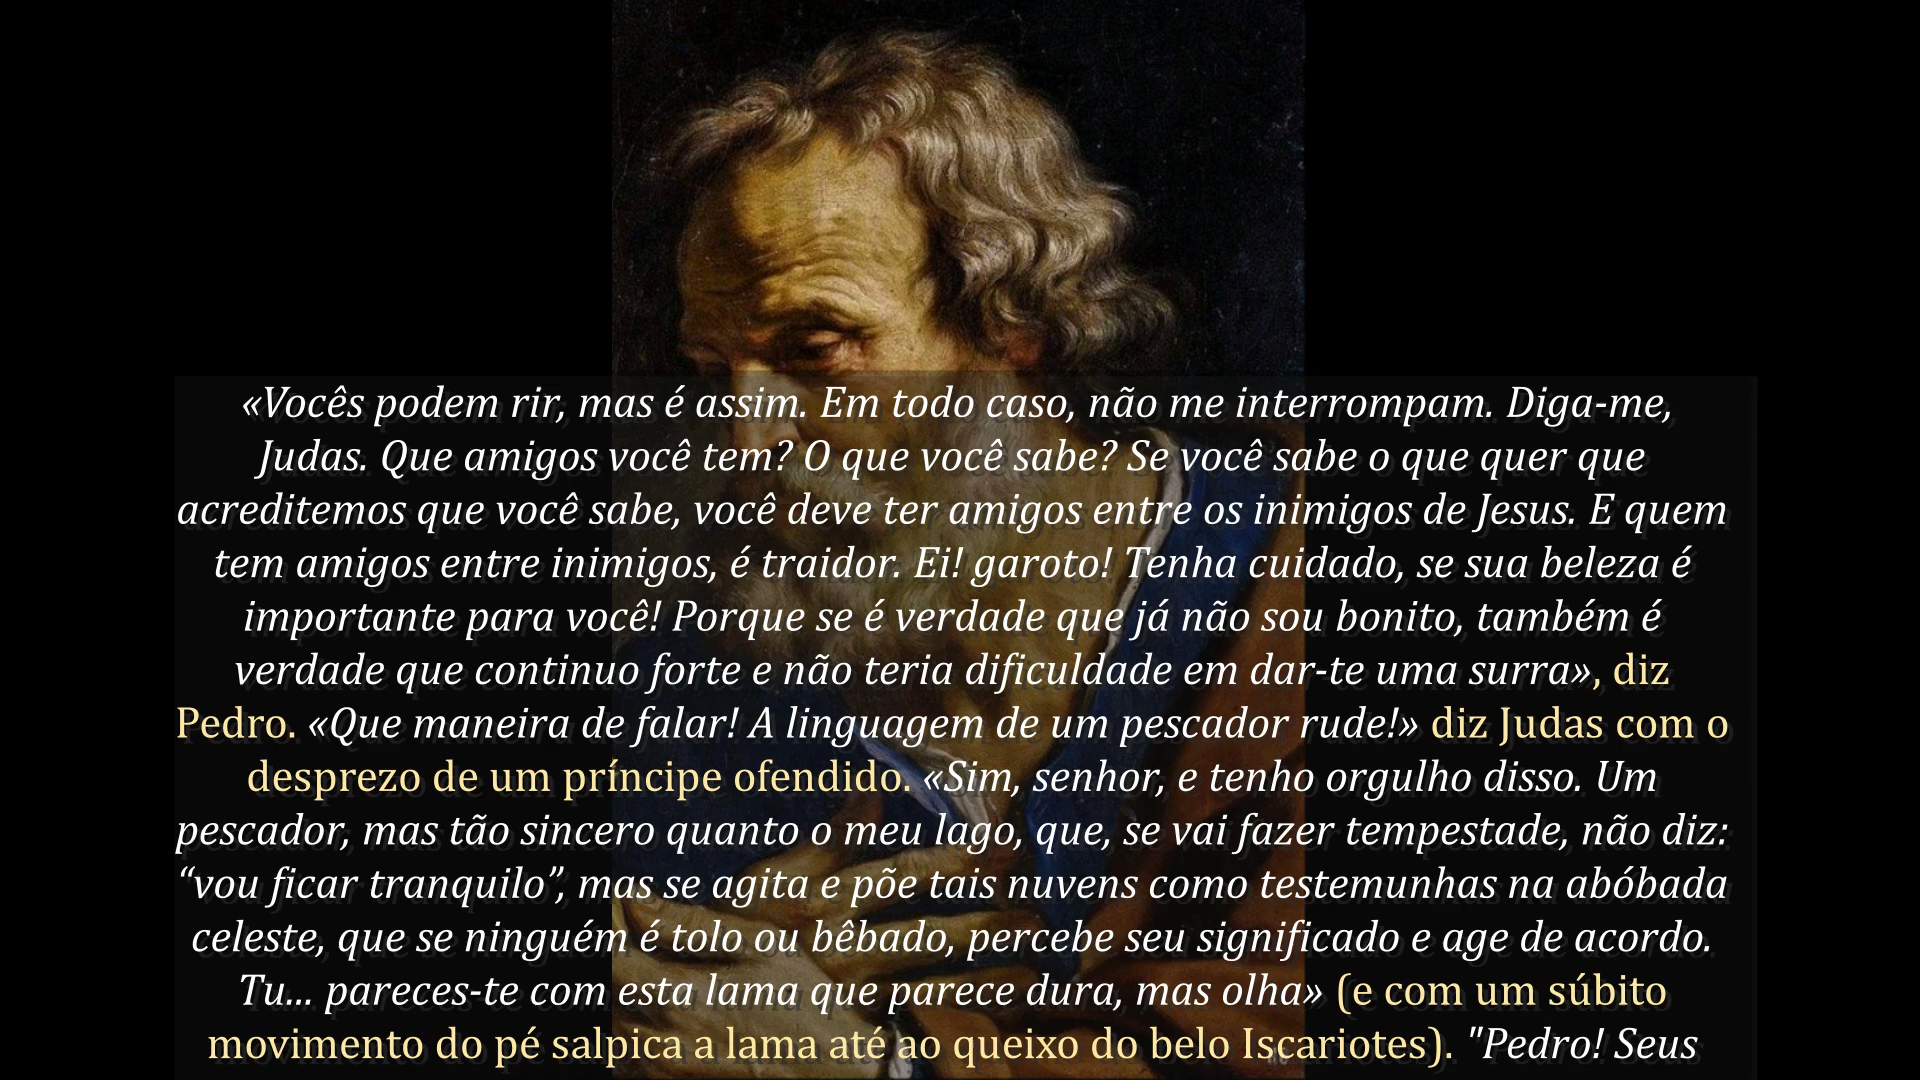 «Vocês podem rir, mas é assim. Em todo caso, não me interrompam. Diga-me,
Judas. Que amigos você tem? O que você sabe? Se você sabe o que quer que
acreditemos que você sabe, você deve ter amigos entre os inimigos de Jesus. E quem
tem amigos entre inimigos, é traidor. Ei! garoto! Tenha cuidado, se sua beleza é
importante para você! Porque se é verdade que já não sou bonito, também é
verdade que continuo forte e não teria dificuldade em dar-te uma surra», diz
Pedro. «Que maneira de falar! A linguagem de um pescador rude!» diz Judas com o
desprezo de um príncipe ofendido. «Sim, senhor, e tenho orgulho disso. Um
pescador, mas tão sincero quanto o meu lago, que, se vai fazer tempestade, não diz:
“vou ficar tranquilo”, mas se agita e põe tais nuvens como testemunhas na abóbada
celeste, que se ninguém é tolo ou bêbado, percebe seu significado e age de acordo.
Tu... pareces-te com esta lama que parece dura, mas olha» (e com um súbito
movimento do pé salpica a lama até ao queixo do belo Iscariotes). "Pedro! Seus